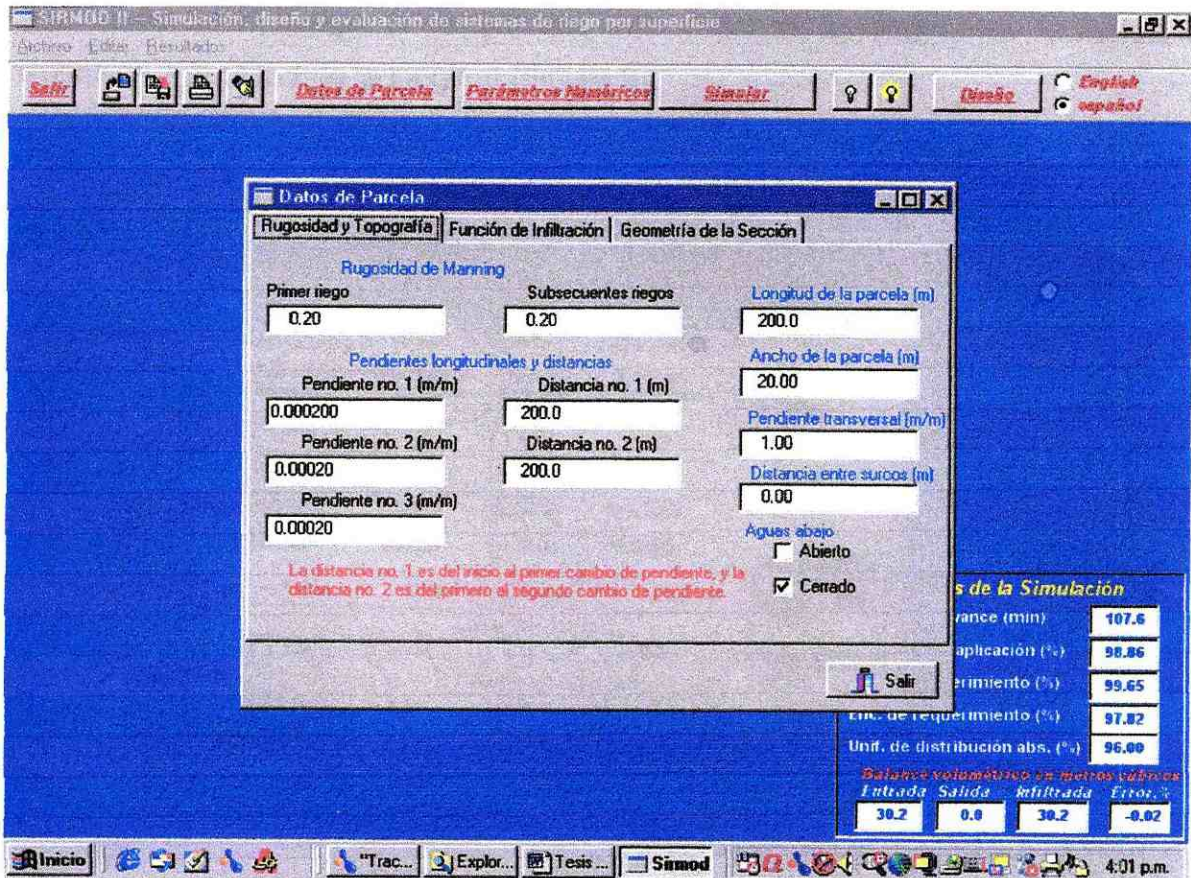 SIRMOD II -- Simulación, diseño y evaluación de sistemas de riego por superficie
Archivo Editar Resultados
Salir Datos de Parcela Parámetros Numéricos Simular Diseño English
español
Datos de Parcela
Rugosidad y Topografía Función de Infiltración Geometría de la Sección
Rugosidad de Manning
Primer riego Subsecuentes riegos Longitud de la parcela (m)
0.20 0.20 200.0
Pendientes longitudinales y distancias Ancho de la parcela (m)
Pendiente no. 1 (m/m) Distancia no. 1 (m) 20.00
0.000200 200.0 Pendiente transversal (m/m)
Pendiente no. 2 (m/m) Distancia no. 2 (m) 1.00
0.00020 200.0 Distancia entre surcos (m)
Pendiente no. 3 (m/m) 0.00
0.00020 Aguas abajo
Abierto
La distancia no. 1 es del inicio al primer cambio de pendiente, y la
distancia no. 2 es del primero al segundo cambio de pendiente.
Cerrado
Salir
s de la Simulación
vance (min) 107.6
aplicación (%) 98.86
erimiento (%) 99.65
Efic. de requerimiento (%) 97.82
Unif. de distribución abs. (%) 96.00
Balance volumétrico en metros cúbicos
Entrada Salida Infiltrada Error,%
30.2 0.0 30.2 -0.02
Inicio "Trac... Explor... Tesis ... Sirmod 4:01 p.m.